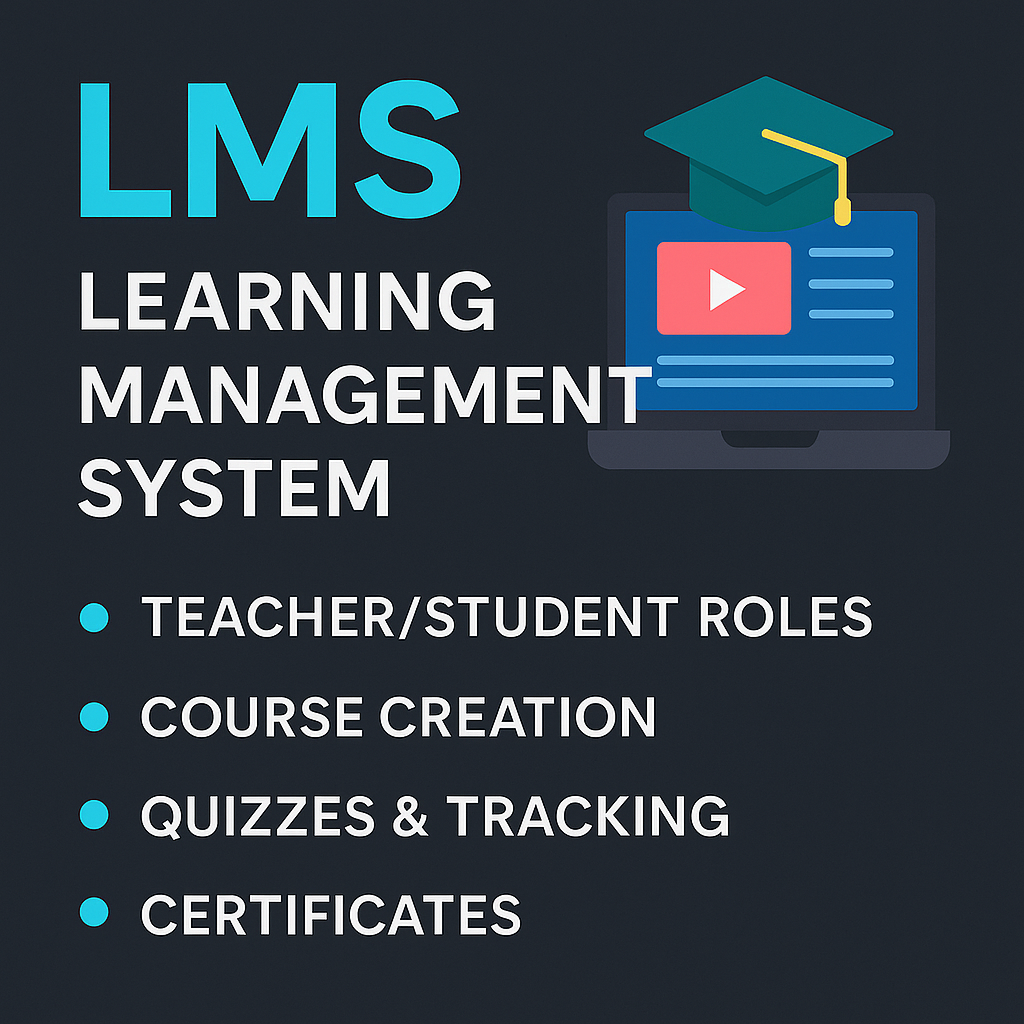 LMS
LEARNING
MANAGEMENT
SYSTEM
TEACHER/STUDENT ROLES
COURSE CREATION
QUIZZES & TRACKING
CERTIFICATES